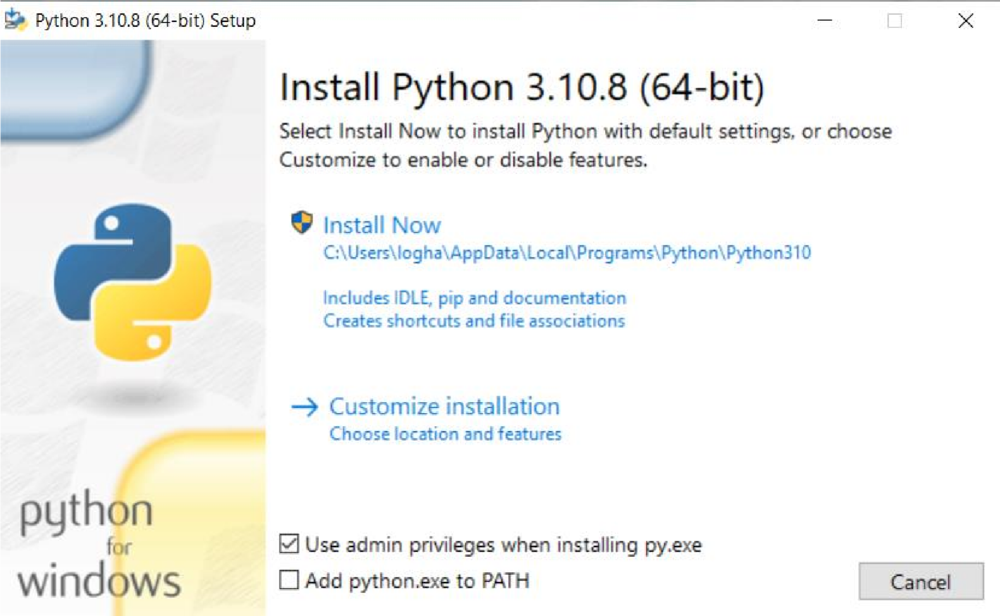 Python 3.10.8 (64-bit) Setup
Install Python 3.10.8 (64-bit)
Select Install Now to install Python with default settings, or choose
Customize to enable or disable features.
Install Now
C:\Users\logha\AppData\Local\Programs\Python\Python310
Includes IDLE, pip and documentation
Creates shortcuts and file associations
Customize installation
Choose location and features
python
for
windows
Use admin privileges when installing py.exe
Add python.exe to PATH
Cancel